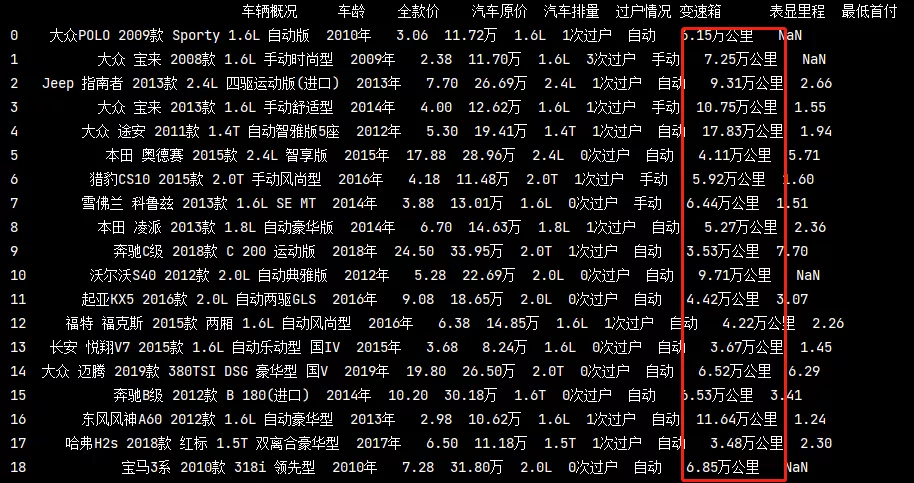 车辆概况 车龄 全款价 汽车原价 汽车排量 过户情况 变速箱 表显里程 最低首付
0 大众POLO 2009款 Sporty 1.6L 自动版 2010年 3.06 11.72万 1.6L 1次过户 自动 5.15万公里 NaN
1 大众 宝来 2008款 1.6L 手动时尚型 2009年 2.38 11.70万 1.6L 3次过户 手动 7.25万公里 NaN
2 Jeep 指南者 2013款 2.4L 四驱运动版(进口) 2013年 7.70 26.69万 2.4L 1次过户 自动 9.31万公里 2.66
3 大众 宝来 2013款 1.6L 手动舒适型 2014年 4.00 12.62万 1.6L 1次过户 手动 10.75万公里 1.55
4 大众 途安 2011款 1.4T 自动智雅版5座 2012年 5.30 19.41万 1.4T 1次过户 自动 17.83万公里 1.94
5 本田 奥德赛 2015款 2.4L 智享版 2015年 17.88 28.96万 2.4L 0次过户 自动 4.11万公里 5.71
6 猎豹CS10 2015款 2.0T 手动风尚型 2016年 4.18 11.48万 2.0T 1次过户 手动 5.92万公里 1.60
7 雪佛兰 科鲁兹 2013款 1.6L SE MT 2014年 3.88 13.01万 1.6L 0次过户 手动 6.44万公里 1.51
8 本田 凌派 2013款 1.8L 自动豪华版 2014年 6.70 14.63万 1.8L 1次过户 自动 5.27万公里 2.36
9 奔驰C级 2018款 C 200 运动版 2018年 24.50 33.95万 2.0T 1次过户 自动 3.53万公里 7.70
10 沃尔沃S40 2012款 2.0L 自动典雅版 2012年 5.28 22.69万 2.0L 0次过户 自动 9.71万公里 NaN
11 起亚KX5 2016款 2.0L 自动两驱GLS 2016年 9.08 18.65万 2.0L 0次过户 自动 4.42万公里 3.07
12 福特 福克斯 2015款 两厢 1.6L 自动风尚型 2016年 6.38 14.85万 1.6L 1次过户 自动 4.22万公里 2.26
13 长安 悦翔V7 2015款 1.6L 自动乐动型 国IV 2015年 3.68 8.24万 1.6L 0次过户 自动 3.67万公里 1.45
14 大众 迈腾 2019款 380TSI DSG 豪华型 国V 2019年 19.80 26.50万 2.0T 0次过户 自动 6.52万公里 6.29
15 奔驰B级 2012款 B 180(进口) 2014年 10.20 30.18万 1.6T 0次过户 自动 6.53万公里 3.41
16 东风风神A60 2012款 1.6L 自动豪华型 2013年 2.98 10.62万 1.6L 1次过户 自动 11.64万公里 1.24
17 哈弗H2s 2018款 红标 1.5T 双离合豪华型 2017年 6.50 11.18万 1.5T 1次过户 自动 3.48万公里 2.30
18 宝马3系 2010款 318i 领先型 2010年 7.28 31.80万 2.0L 0次过户 自动 6.85万公里 NaN